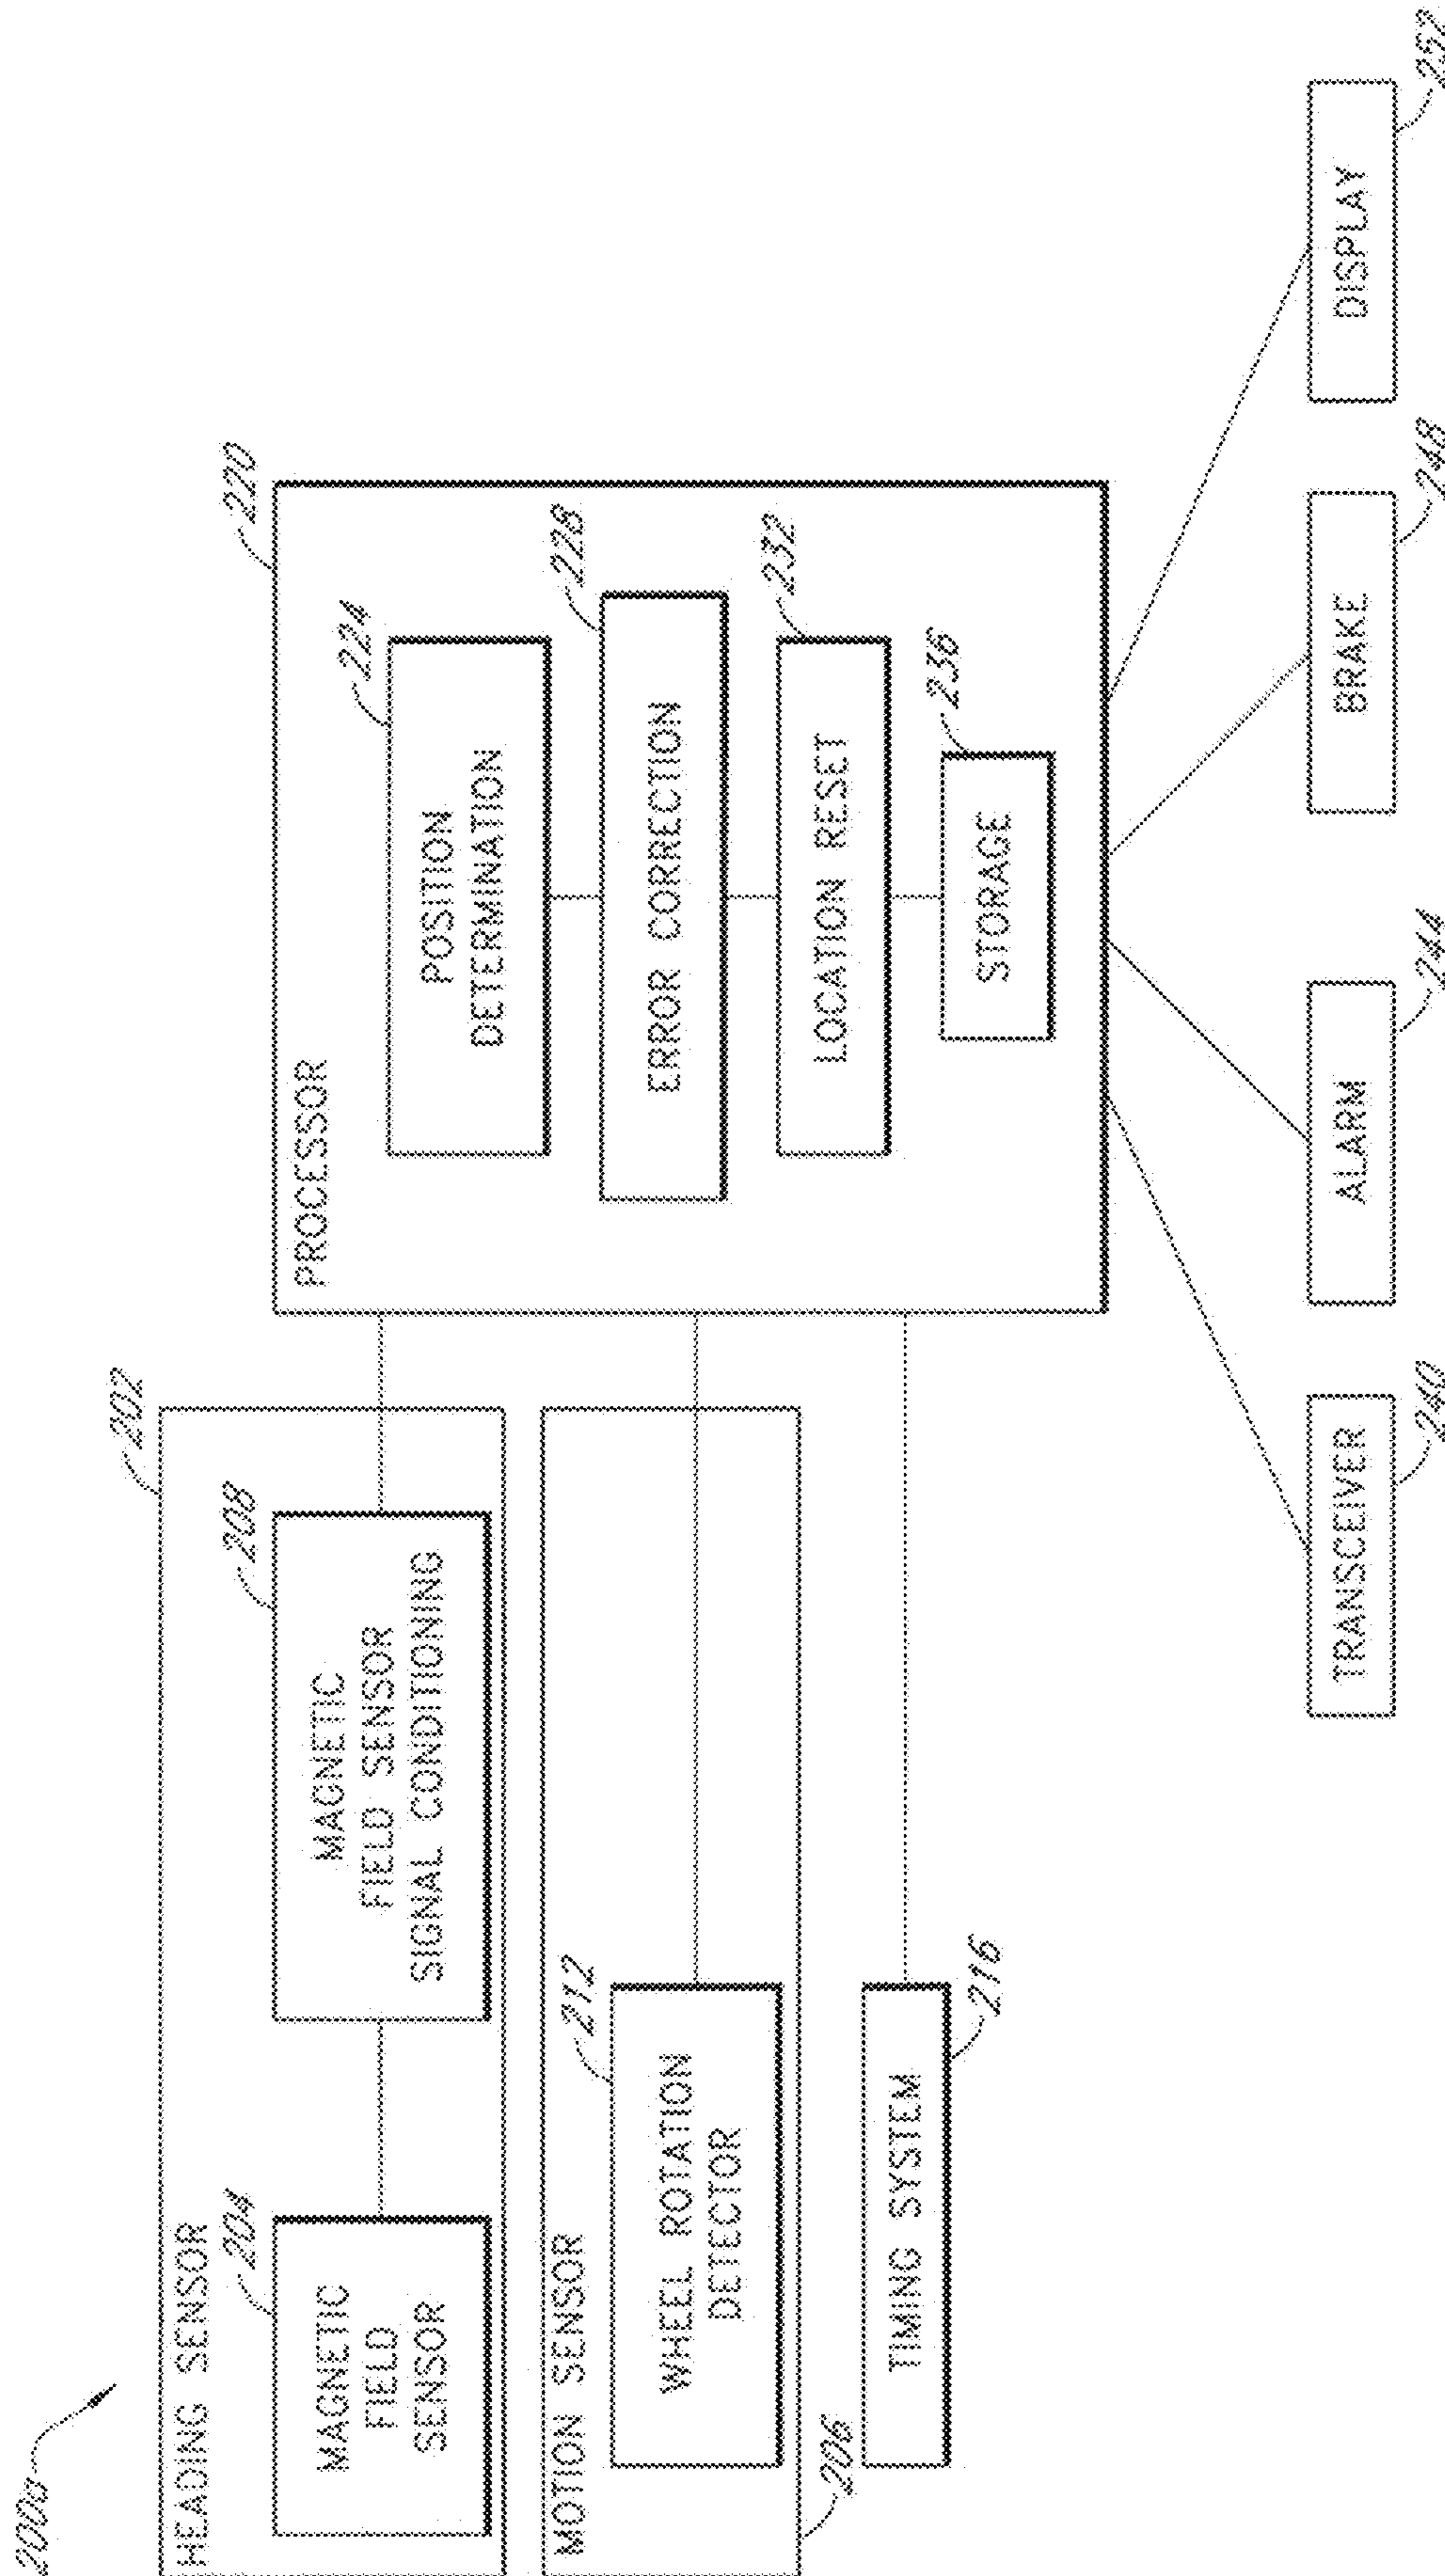 200a
HEADING SENSOR
202
204
MAGNETIC
FIELD
SENSOR
208
MAGNETIC
FIELD SENSOR
SIGNAL CONDITIONING
MOTION SENSOR
206
212
WHEEL ROTATION
DETECTOR
TIMING SYSTEM
216
PROCESSOR
220
224
POSITION
DETERMINATION
228
ERROR CORRECTION
232
LOCATION RESET
236
STORAGE
TRANSCEIVER
240
ALARM
244
BRAKE
248
DISPLAY
252